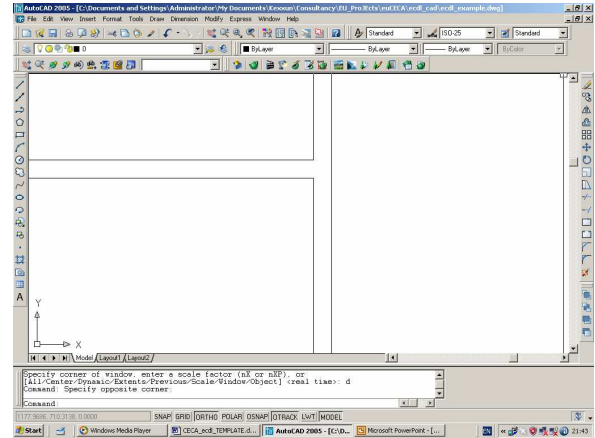 AutoCAD 2005 - [C:\Documents and Settings\Administrator\My Documents\Kexoxun\Consultancy\EU_Projects\euCECA\ecdl_cad\ecdl_example.dwg]
File Edit View Insert Format Tools Draw Dimension Modify Express Window Help
Standard ISO-25 Standard
0 ByLayer ByLayer ByLayer ByColor
A
Y
X
Model Layout1 Layout2
Specify corner of window, enter a scale factor (nX or nXP), or
[All/Center/Dynamic/Extents/Previous/Scale/Window/Object] <real time>: d
Command: Specify opposite corner:
Command:
SNAP GRID ORTHO POLAR OSNAP OTRACK LWT MODEL
Start Windows Media Player CECA_ecdl_TEMPLATE.d... AutoCAD 2005 - [C:\D... Microsoft PowerPoint - [... EN 21:43